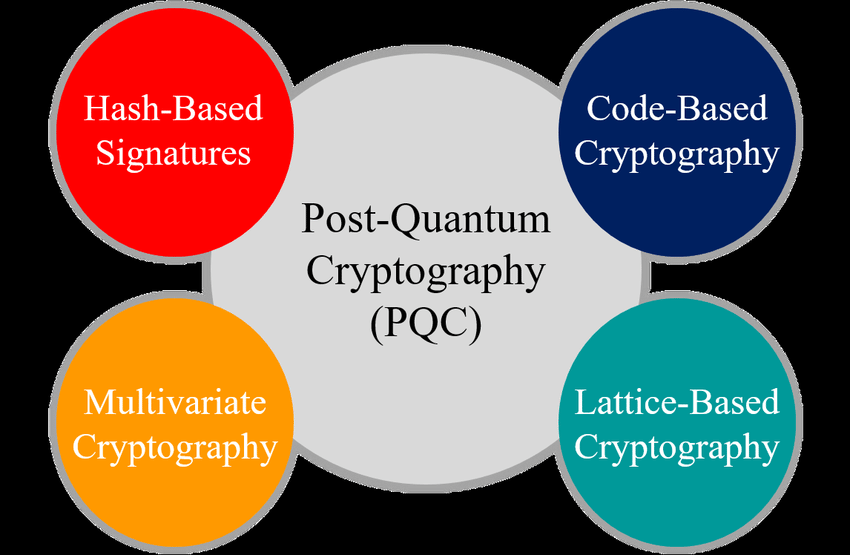 Hash-Based
Signatures
Code-Based
Cryptography
Post-Quantum
Cryptography
(PQC)
Multivariate
Cryptography
Lattice-Based
Cryptography